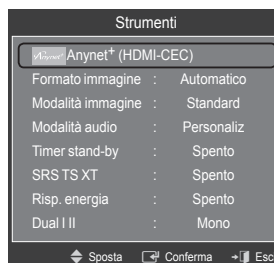 Strumenti
Anynet+ Anynet+ (HDMI-CEC)
Formato immagine : Automatico
Modalità immagine : Standard
Modalità audio : Personaliz
Timer stand-by : Spento
SRS TS XT : Spento
Risp. energia : Spento
Dual I II : Mono
Sposta Conferma Esci